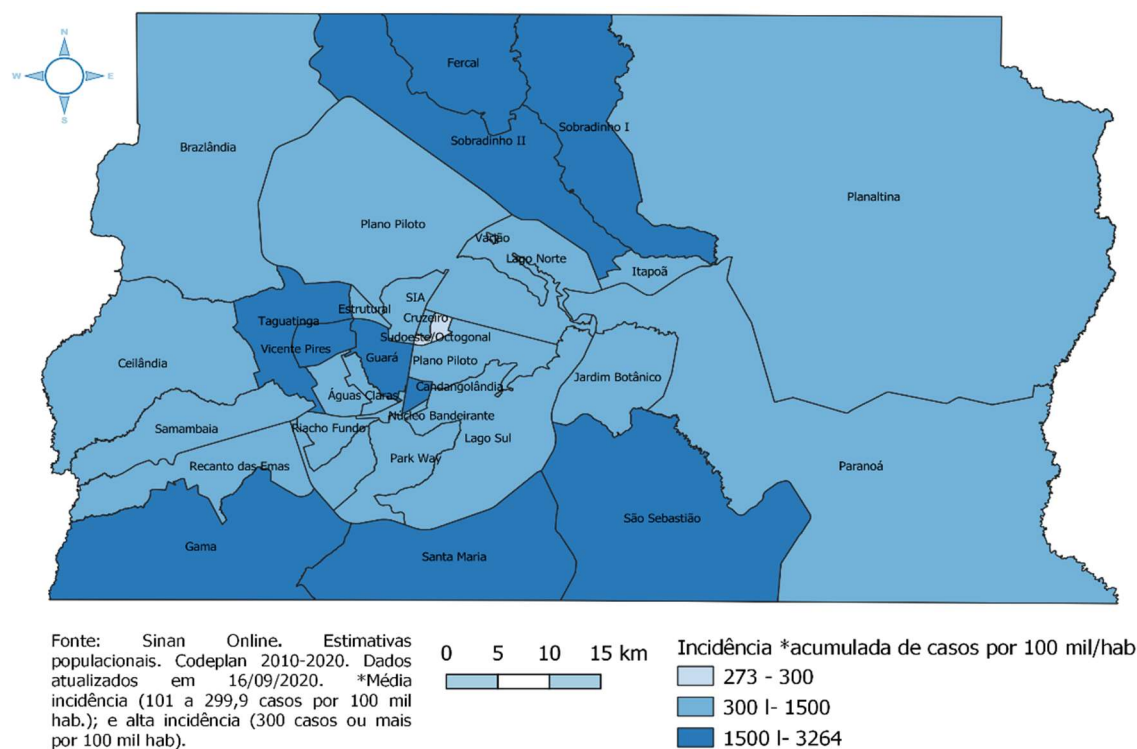 N
W E
S
Fercal
Sobradinho II
Sobradinho I
Brazlândia
Planaltina
Plano Piloto
Varjão
Lago Norte
Itapoã
SIA
Estrutural
Cruzeiro
Taguatinga
Sudoeste/Octogonal
Vicente Pires
Guará
Plano Piloto
Ceilândia
Jardim Botânico
Candangolândia
Águas Claras
Núcleo Bandeirante
Samambaia
Riacho Fundo
Lago Sul
Park Way
Recanto das Emas
Paranoá
São Sebastião
Gama
Santa Maria
Fonte: Sinan Online. Estimativas
populacionais. Codeplan 2010-2020. Dados
atualizados em 16/09/2020. *Média
incidência (101 a 299,9 casos por 100 mil
hab.); e alta incidência (300 casos ou mais
por 100 mil hab).
0 5 10 15 km
Incidência *acumulada de casos por 100 mil/hab
273 - 300
300 l- 1500
1500 l- 3264